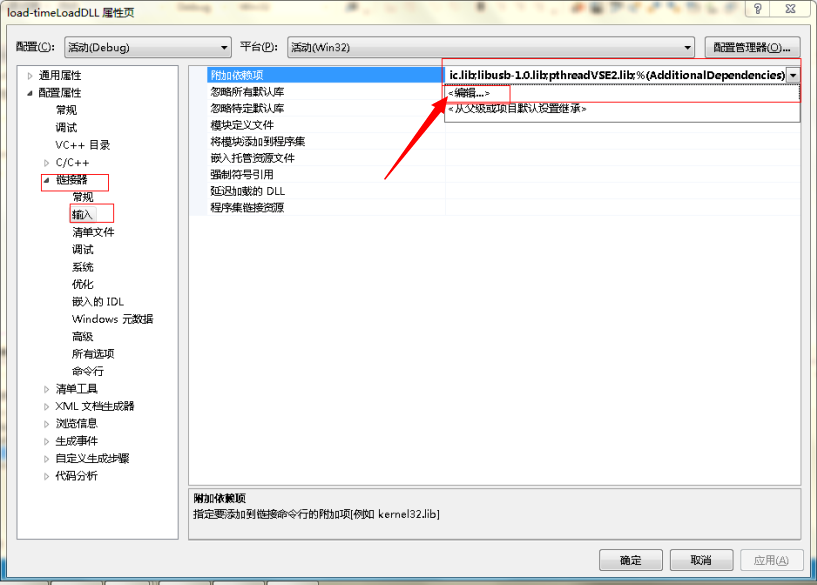 load-timeLoadDLL 属性页
配置(C): 活动(Debug) 平台(P): 活动(Win32) 配置管理器(O)...
通用属性
配置属性
常规
调试
VC++ 目录
C/C++
链接器
常规
输入
清单文件
调试
系统
优化
嵌入的 IDL
Windows 元数据
高级
所有选项
命令行
清单工具
XML 文档生成器
浏览信息
生成事件
自定义生成步骤
代码分析
附加依赖项 ic.lib;libusb-1.0.lib;pthreadVSE2.lib;%(AdditionalDependencies)
忽略所有默认库 <编辑...>
忽略特定默认库 <从父级或项目默认设置继承>
模块定义文件
将模块添加到程序集
嵌入托管资源文件
强制符号引用
延迟加载的 DLL
程序集链接资源
附加依赖项
指定要添加到链接命令行的附加项[例如 kernel32.lib]
确定 取消 应用(A)